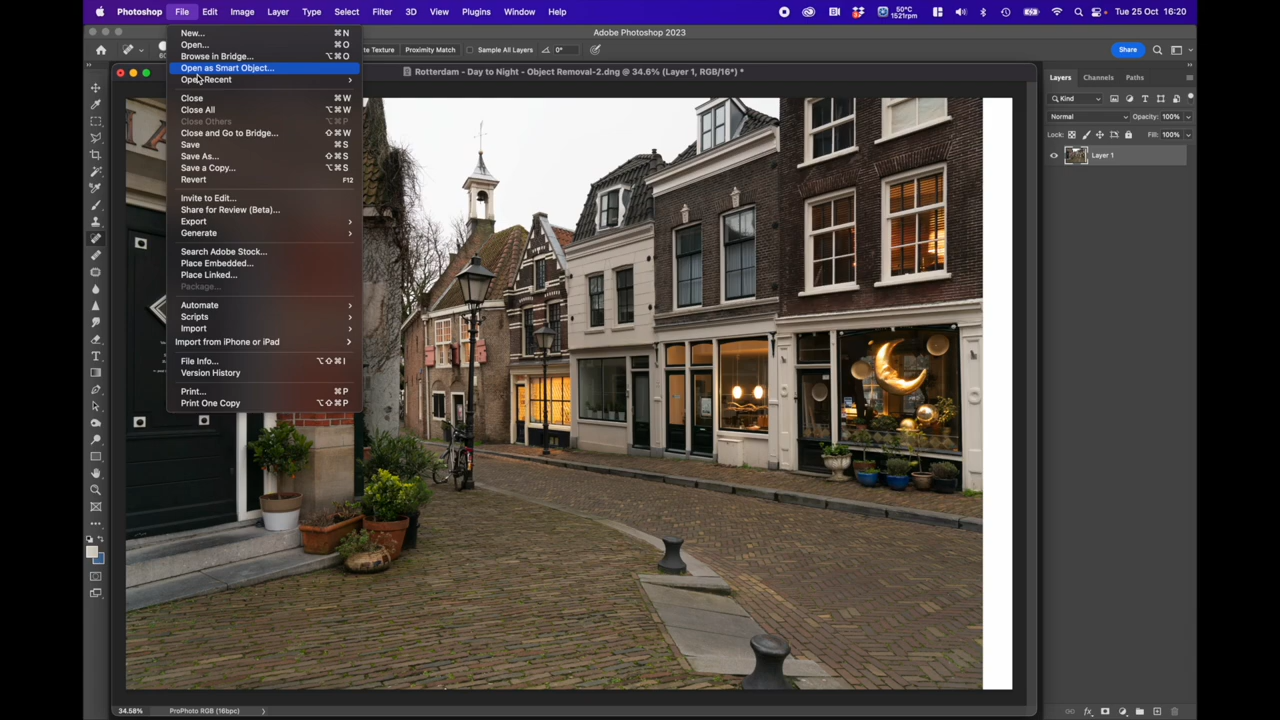 Photoshop File Edit Image Layer Type Select Filter 3D View Plugins Window Help 50°C 1521rpm Tue 25 Oct 16:20
Adobe Photoshop 2023
Texture Proximity Match Sample All Layers 0° Share
Rotterdam - Day to Night - Object Removal-2.dng @ 34.6% (Layer 1, RGB/16*) *
New... ⌘N
Open... ⌘O
Browse in Bridge... ⌥⌘O
Open as Smart Object...
Open Recent
Close ⌘W
Close All ⌥⌘W
Close Others ⌥⌘P
Close and Go to Bridge... ⇧⌘W
Save ⌘S
Save As... ⇧⌘S
Save a Copy... ⌥⌘S
Revert F12
Invite to Edit...
Share for Review (Beta)...
Export
Generate
Search Adobe Stock...
Place Embedded...
Place Linked...
Package...
Automate
Scripts
Import
Import from iPhone or iPad
File Info... ⌥⇧⌘I
Version History
Print... ⌘P
Print One Copy ⌥⇧⌘P
Layers Channels Paths
Kind
Normal Opacity: 100%
Lock: Fill: 100%
Layer 1
34.58% ProPhoto RGB (16bpc)